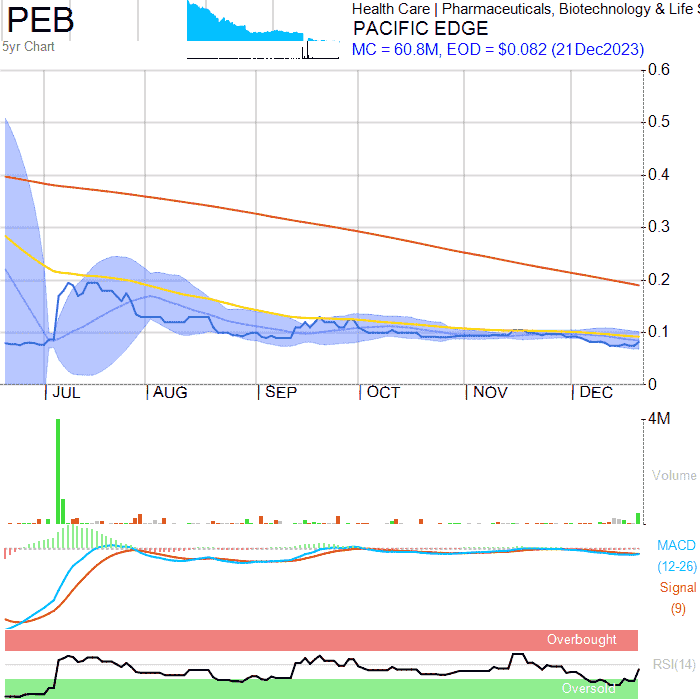 PEB
5yr Chart
Health Care | Pharmaceuticals, Biotechnology & Life S
PACIFIC EDGE
MC = 60.8M, EOD = $0.082 (21Dec2023)
0.6
0.5
0.4
0.3
0.2
0.1
0
JUL AUG SEP OCT NOV DEC
4M
Volume
MACD
(12-26)
Signal
(9)
Overbought
RSI(14)
Oversold